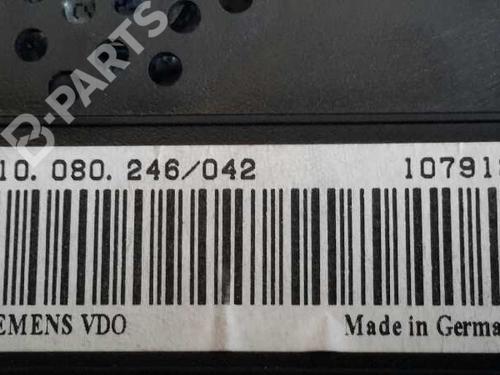 B-PARTS
10. 080. 246/042 10791
EMENS VDO Made in Germa